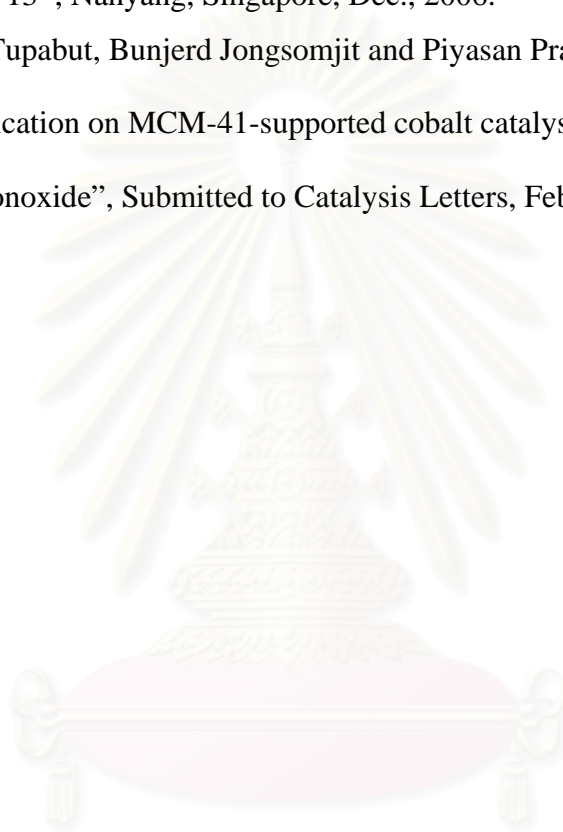 13”, Nanyang, Singapore, Dec., 2006.
Tupabut, Bunjerd Jongsomjit and Piyasan Pra
ication on MCM-41-supported cobalt catalys
onoxide”, Submitted to Catalysis Letters, Feb